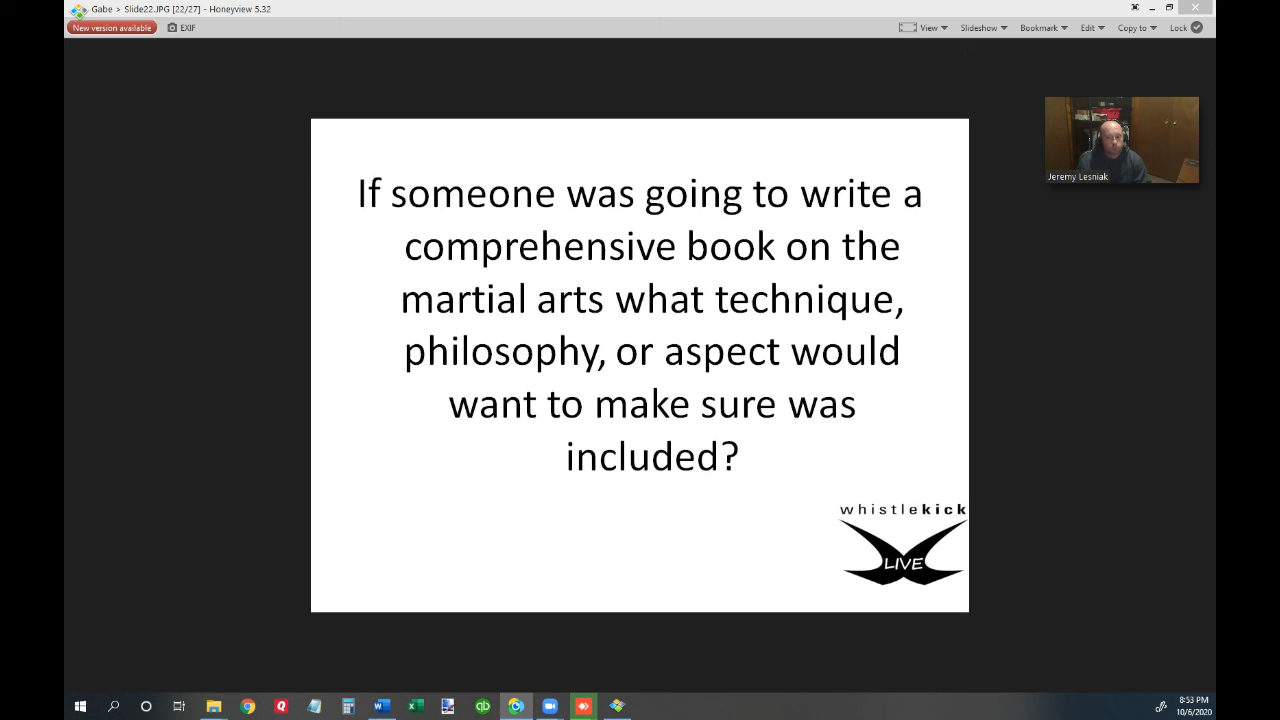 Gabe > Slide22.JPG [22/27] - Honeyview 5.32
New version available
EXIF
View
Slideshow
Bookmark
Edit
Copy to
Lock
Jeremy Lesniak
If someone was going to write a
comprehensive book on the
martial arts what technique,
philosophy, or aspect would
want to make sure was
included?
whistlekick
LIVE
8:53 PM
10/6/2020